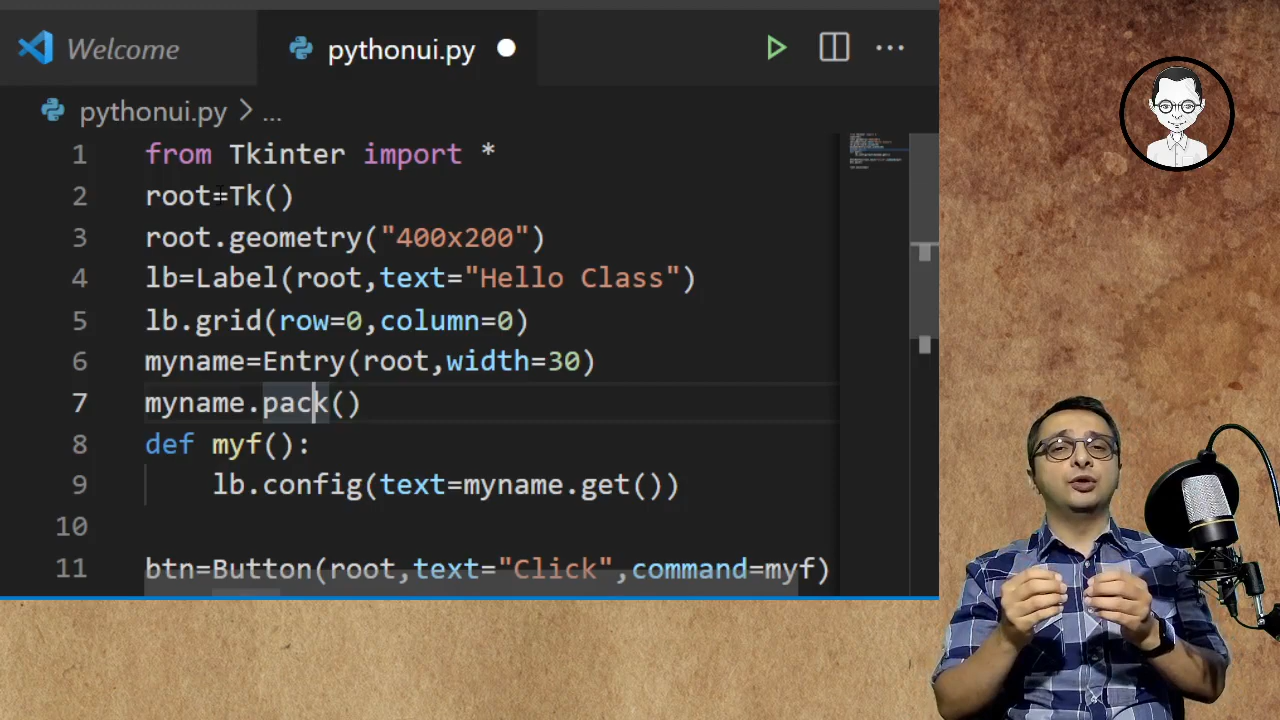 Welcome
pythonui.py
pythonui.py > ...
1 from Tkinter import *
2 root=Tk()
3 root.geometry("400x200")
4 lb=Label(root,text="Hello Class")
5 lb.grid(row=0,column=0)
6 myname=Entry(root,width=30)
7 myname.pack()
8 def myf():
9     lb.config(text=myname.get())
10
11 btn=Button(root,text="Click",command=myf)